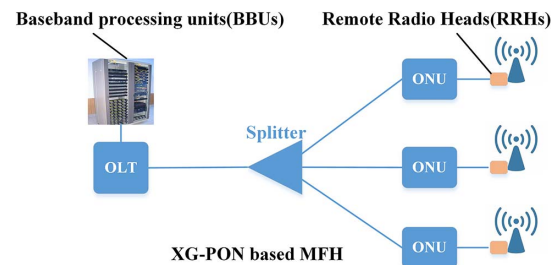 Baseband processing units(BBUs)
Remote Radio Heads(RRHs)
ONU
Splitter
OLT
ONU
ONU
XG-PON based MFH